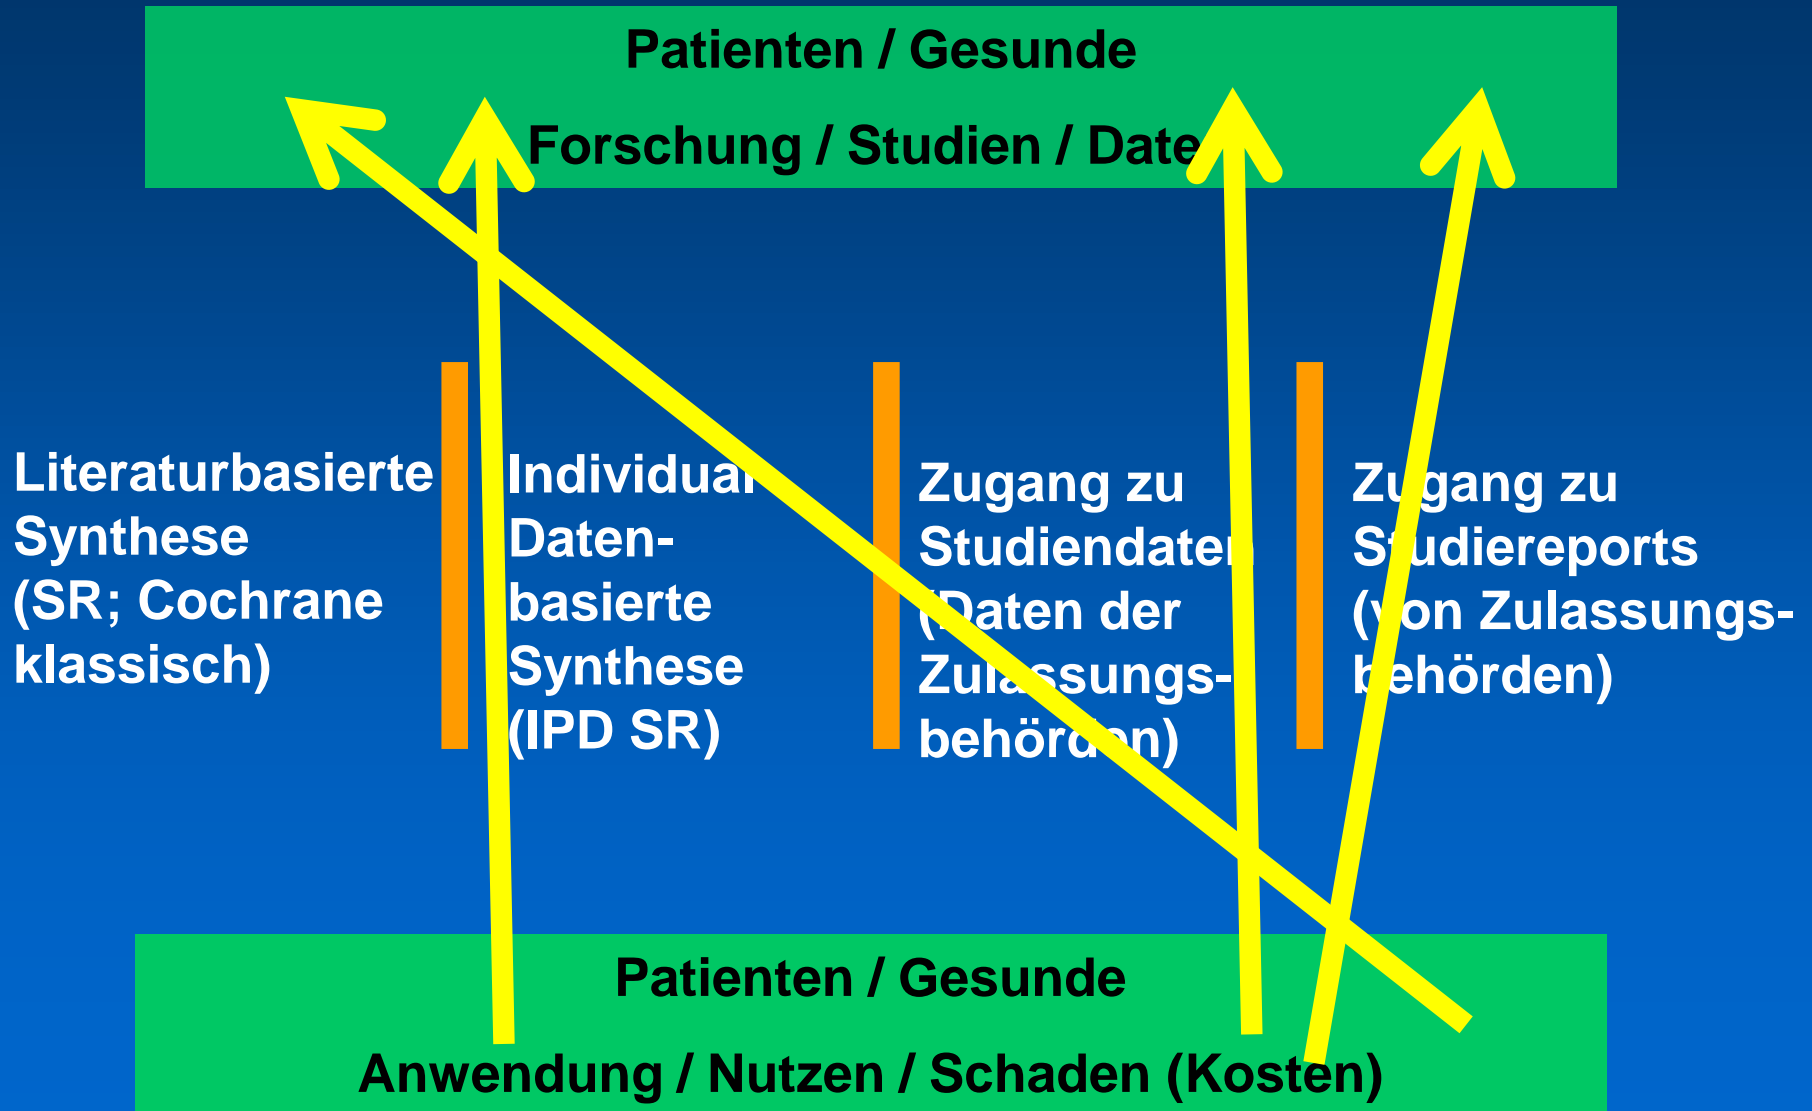 Patienten / Gesunde
Forschung / Studien / Date
Literaturbasierte
Synthese
(SR; Cochrane
klassisch)
Individual
Daten-
basierte
Synthese
(IPD SR)
Zugang zu
Studiendaten
(Daten der
Zulassungs-
behörden)
Zugang zu
Studiereports
(von Zulassungs-
behörden)
Patienten / Gesunde
Anwendung / Nutzen / Schaden (Kosten)